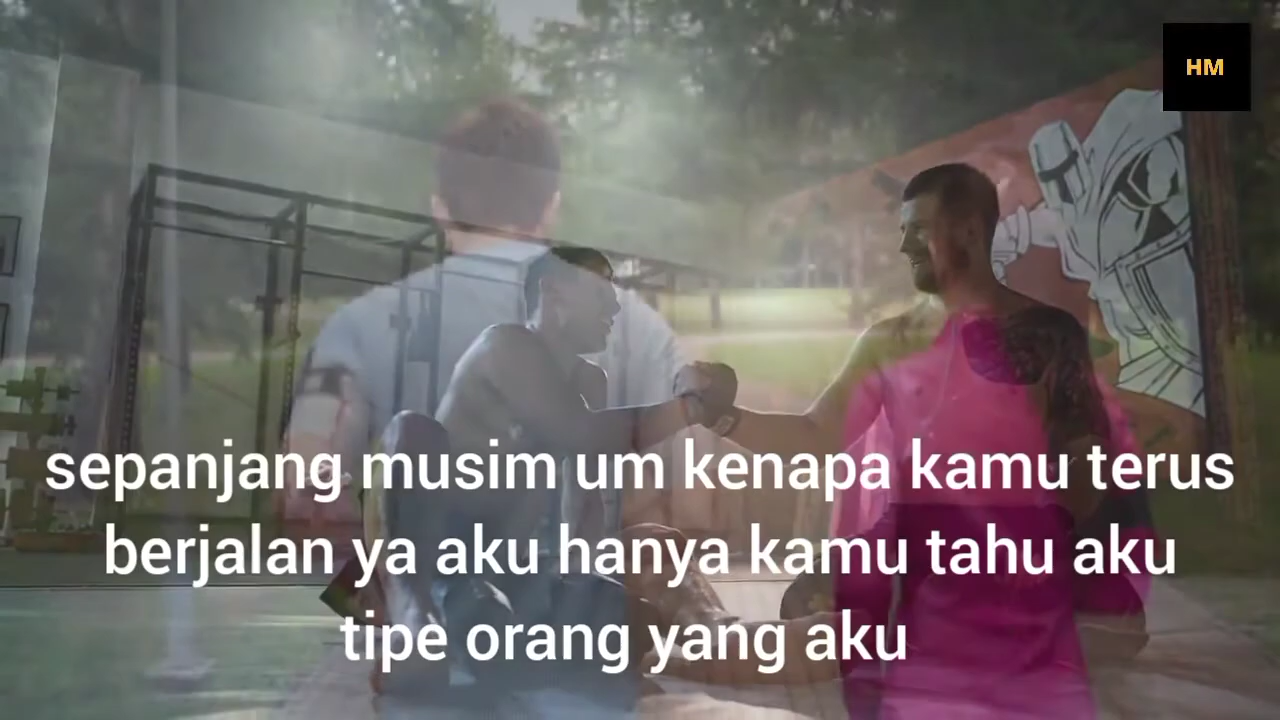 HM
sepanjang musim um kenapa kamu terus
berjalan ya aku hanya kamu tahu aku
tipe orang yang aku